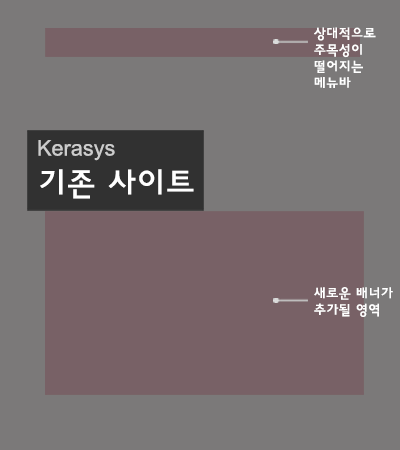 상대적으로
주목성이
떨어지는
메뉴바
Kerasys
기존 사이트
새로운 배너가
추가될 영역